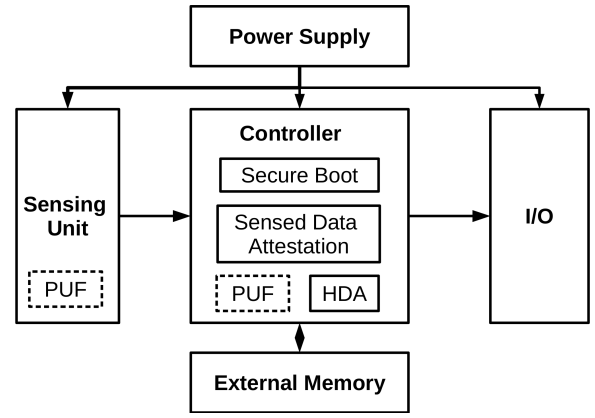 Power Supply
Sensing
Unit
PUF
Controller
Secure Boot
Sensed Data
Attestation
PUF
HDA
I/O
External Memory